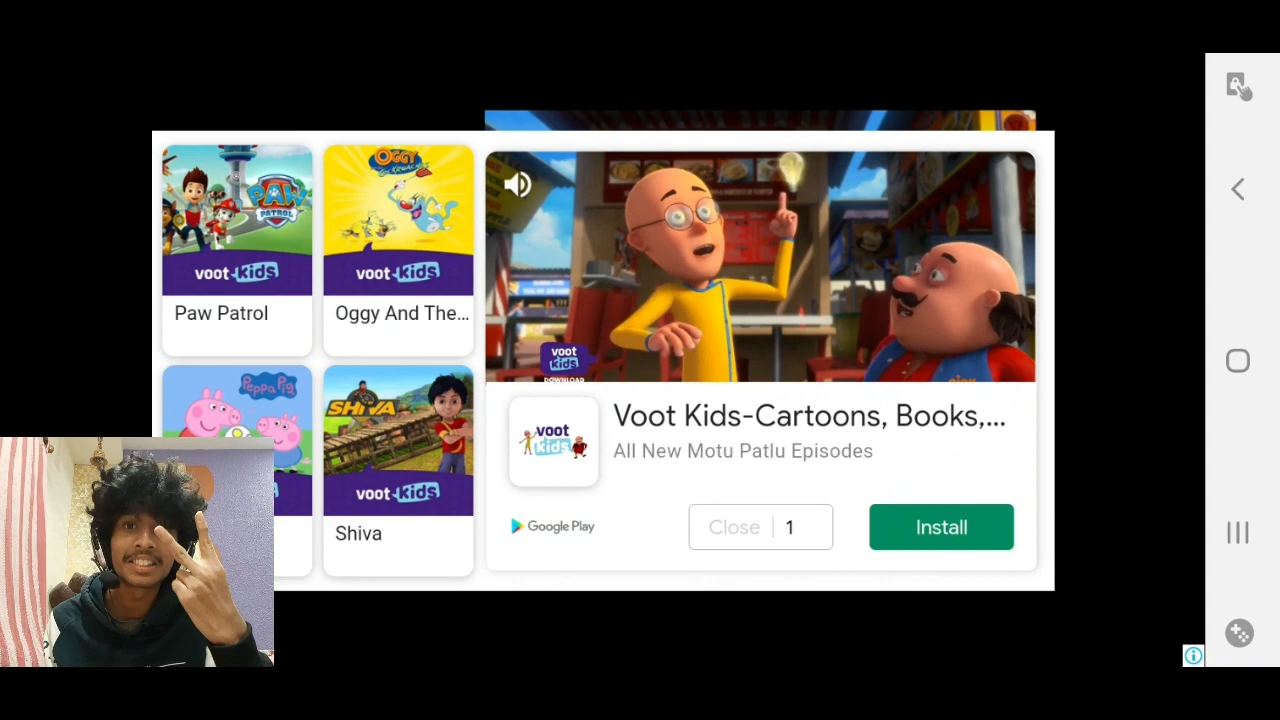 PAW
PATROL
voot kids
Paw Patrol
OGGY
voot kids
Oggy And The...
Peppa Pig
SHIVA
voot kids
Shiva
voot
kids
DOWNLOAD
voot
kids
Voot Kids-Cartoons, Books,...
All New Motu Patlu Episodes
Google Play
Close 1
Install